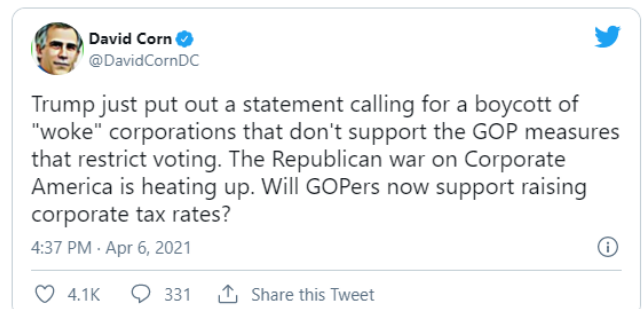 David Corn
@DavidCornDC
Trump just put out a statement calling for a boycott of
"woke" corporations that don't support the GOP measures
that restrict voting. The Republican war on Corporate
America is heating up. Will GOPers now support raising
corporate tax rates?
4:37 PM · Apr 6, 2021
4.1K 331 Share this Tweet